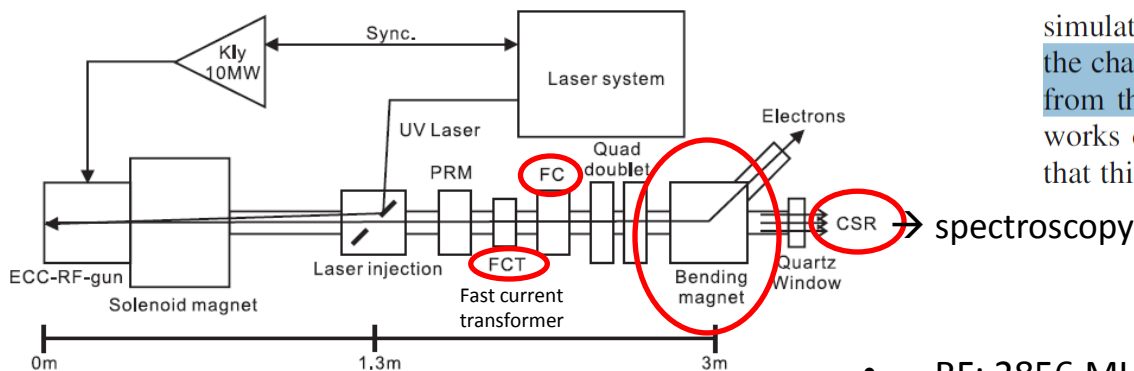 simulat
the cha
from th
works
that thi
Sync.
Kly
10MW
Laser system
UV Laser
Electrons
Quad
doublet
PRM
FC
CSR → spectroscopy
ECC-RF-gun
Solenoid magnet
Laser injection
FCT
Fast current
transformer
Bending
magnet
Quartz
Window
0m
1.3m
3m